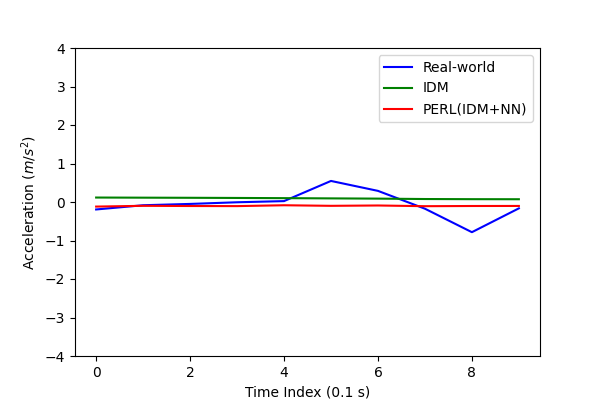 4
3
2
1
0
−1
−2
−3
−4
Acceleration (m/s²)
Real-world
IDM
PERL(IDM+NN)
0 2 4 6 8
Time Index (0.1 s)